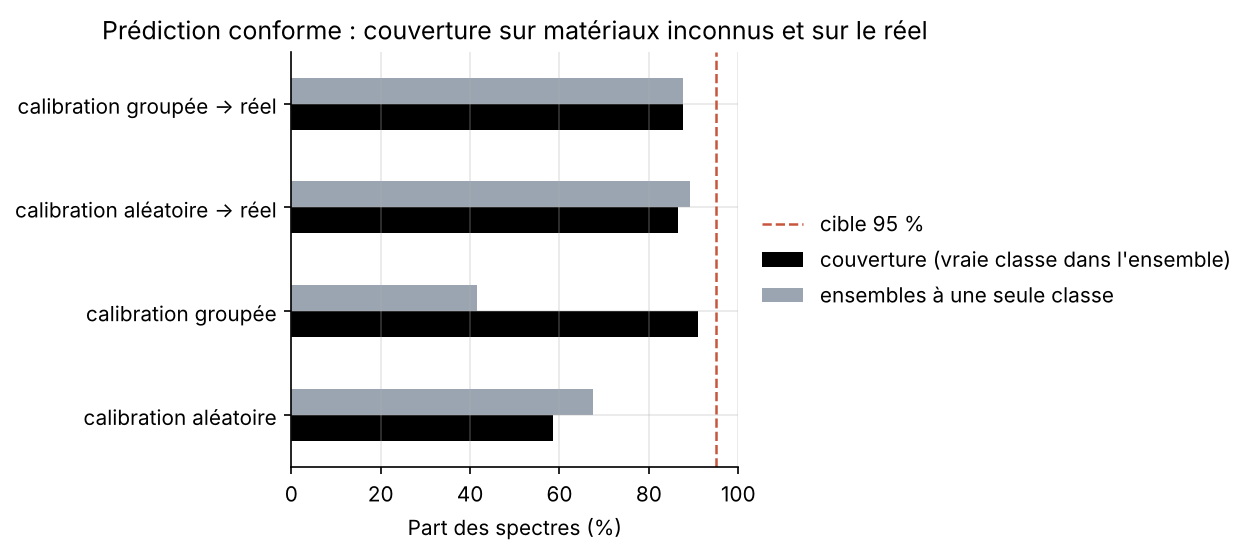 Prédiction conforme : couverture sur matériaux inconnus et sur le réel
calibration groupée → réel
calibration aléatoire → réel
calibration groupée
calibration aléatoire
0 20 40 60 80 100
Part des spectres (%)
cible 95 %
couverture (vraie classe dans l'ensemble)
ensembles à une seule classe